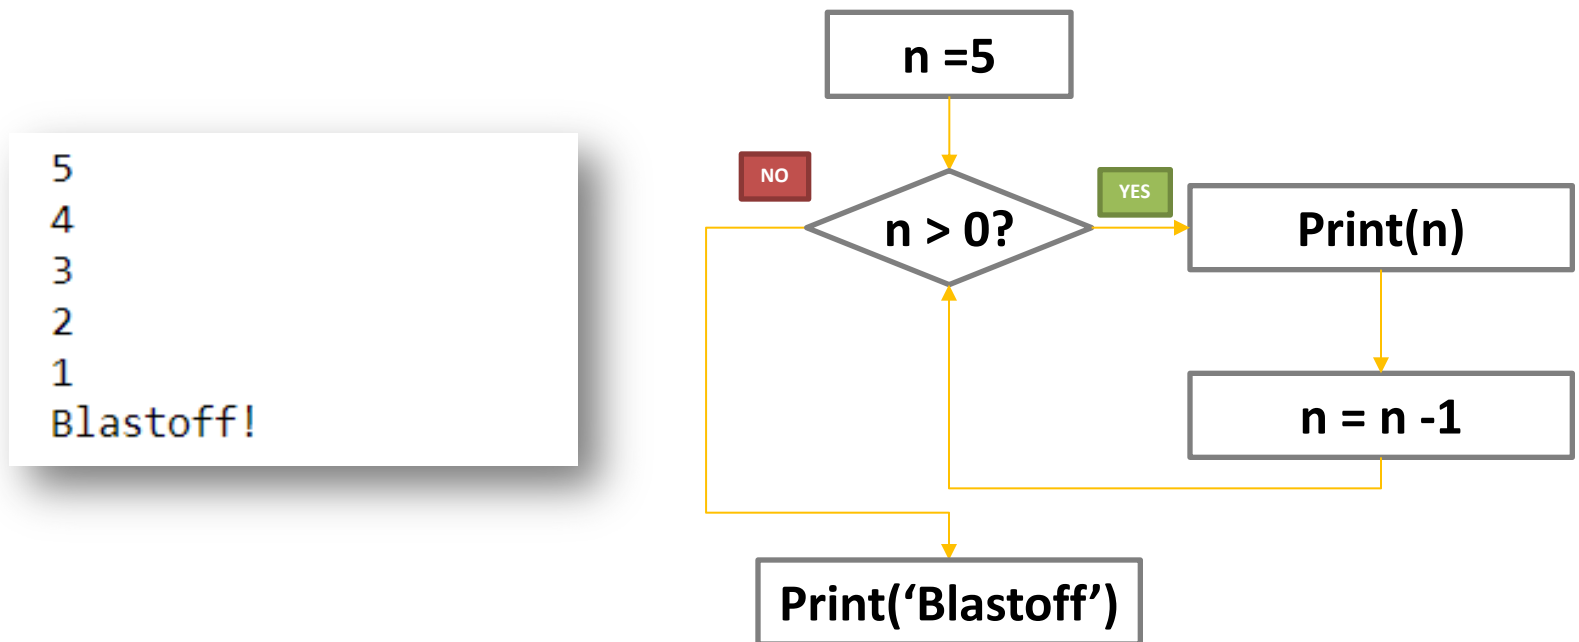 5
4
3
2
1
Blastoff!
n =5
NO
YES
n > 0?
Print(n)
n = n -1
Print(‘Blastoff’)